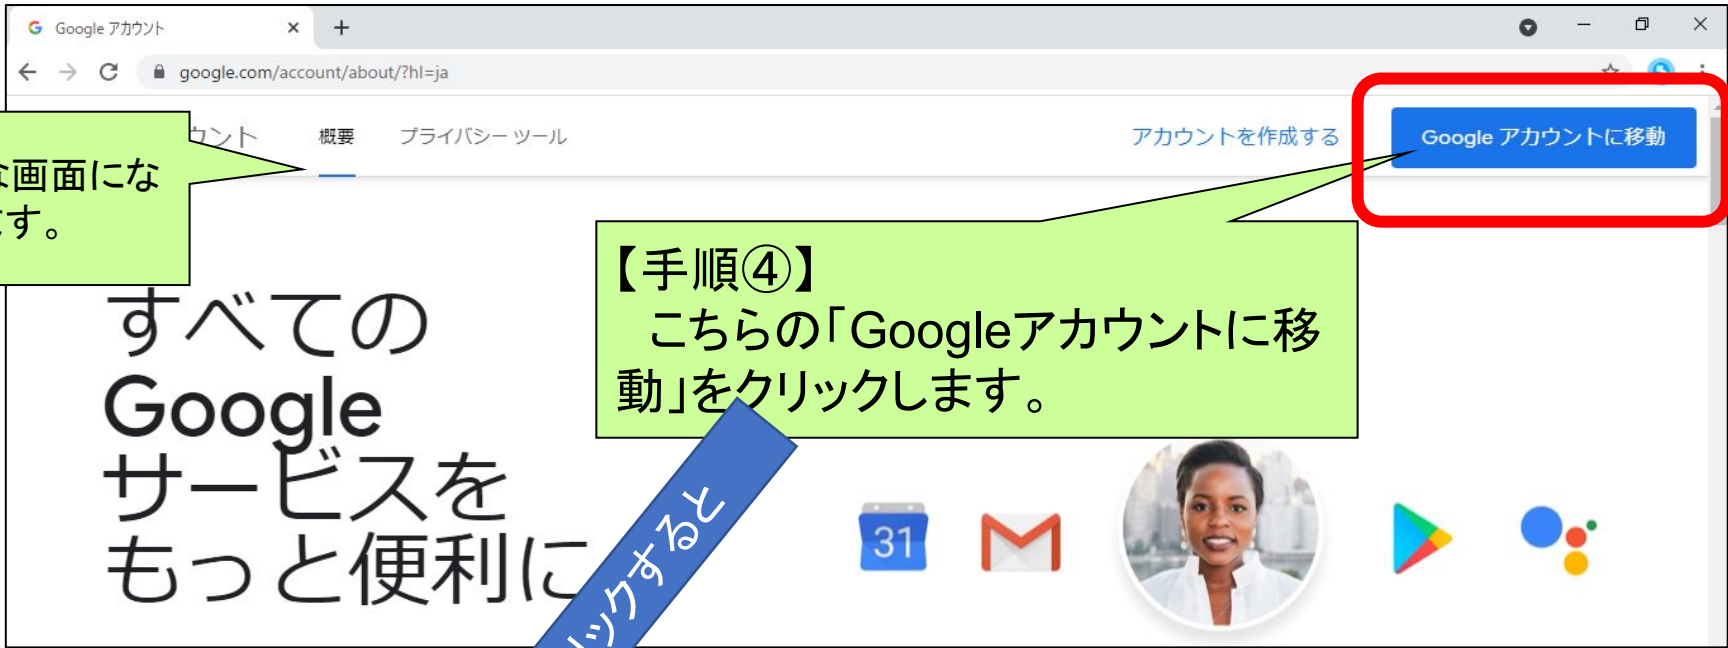 Google アカウント
google.com/account/about/?hl=ja
ウント 概要 プライバシー ツール アカウントを作成する Google アカウントに移動
な画面にな
ます。
【手順④】
こちらの「Googleアカウントに移
動」をクリックします。
すべての
Google
サービスを
もっと便利に
リックすると
31